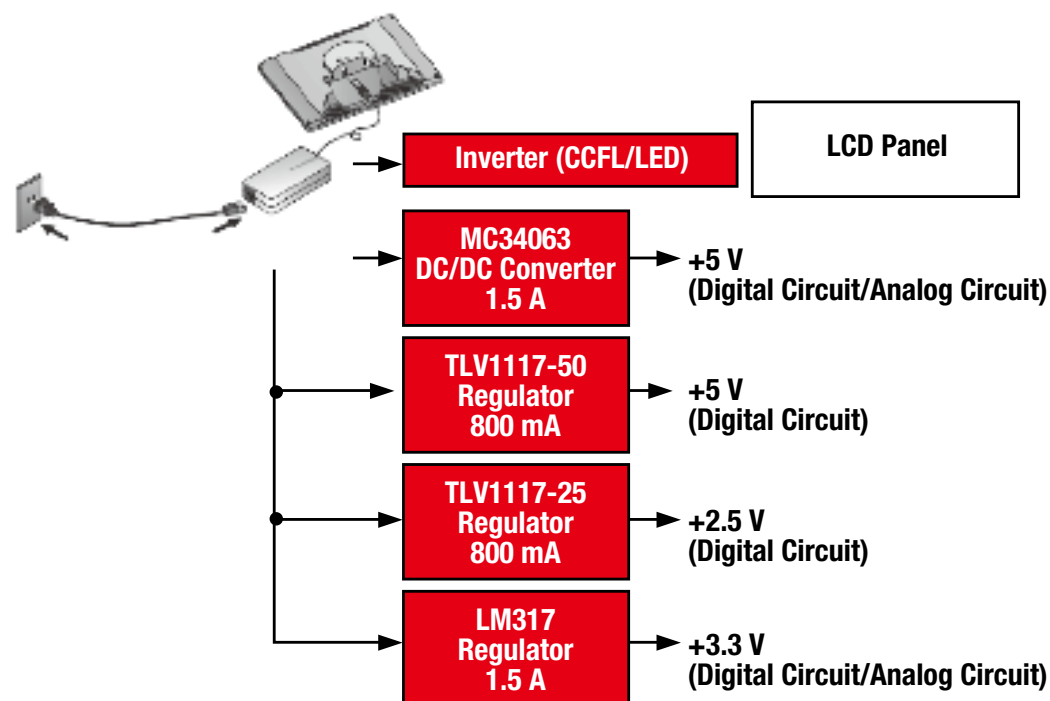 Inverter (CCFL/LED)
LCD Panel
MC34063
DC/DC Converter
1.5 A
+5 V
(Digital Circuit/Analog Circuit)
TLV1117-50
Regulator
800 mA
+5 V
(Digital Circuit)
TLV1117-25
Regulator
800 mA
+2.5 V
(Digital Circuit)
LM317
Regulator
1.5 A
+3.3 V
(Digital Circuit/Analog Circuit)